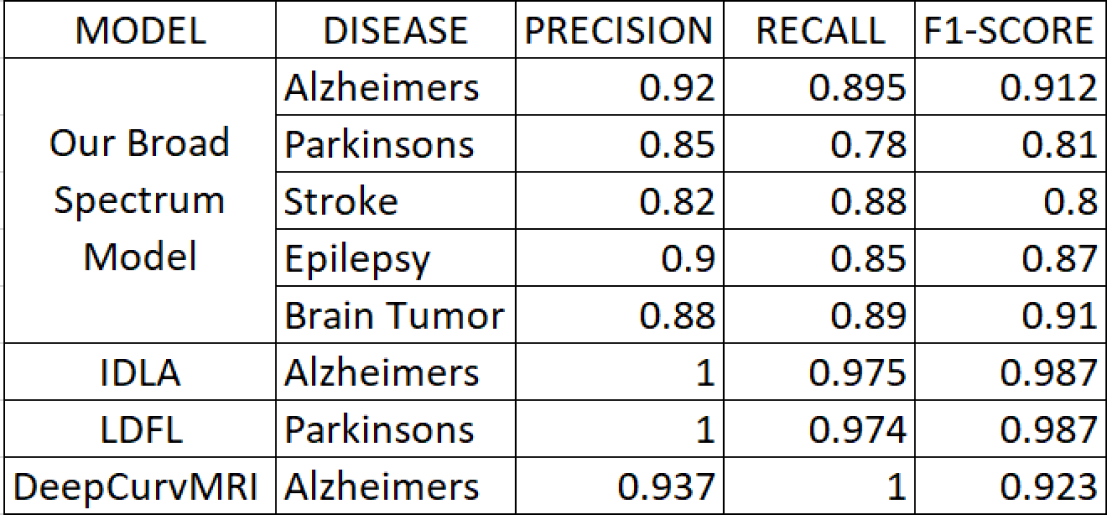 MODEL DISEASE PRECISION RECALL F1-SCORE
Our Broad Spectrum Model Alzheimers 0.92 0.895 0.912
Parkinsons 0.85 0.78 0.81
Stroke 0.82 0.88 0.8
Epilepsy 0.9 0.85 0.87
Brain Tumor 0.88 0.89 0.91
IDLA Alzheimers 1 0.975 0.987
LDFL Parkinsons 1 0.974 0.987
DeepCurvMRI Alzheimers 0.937 1 0.923